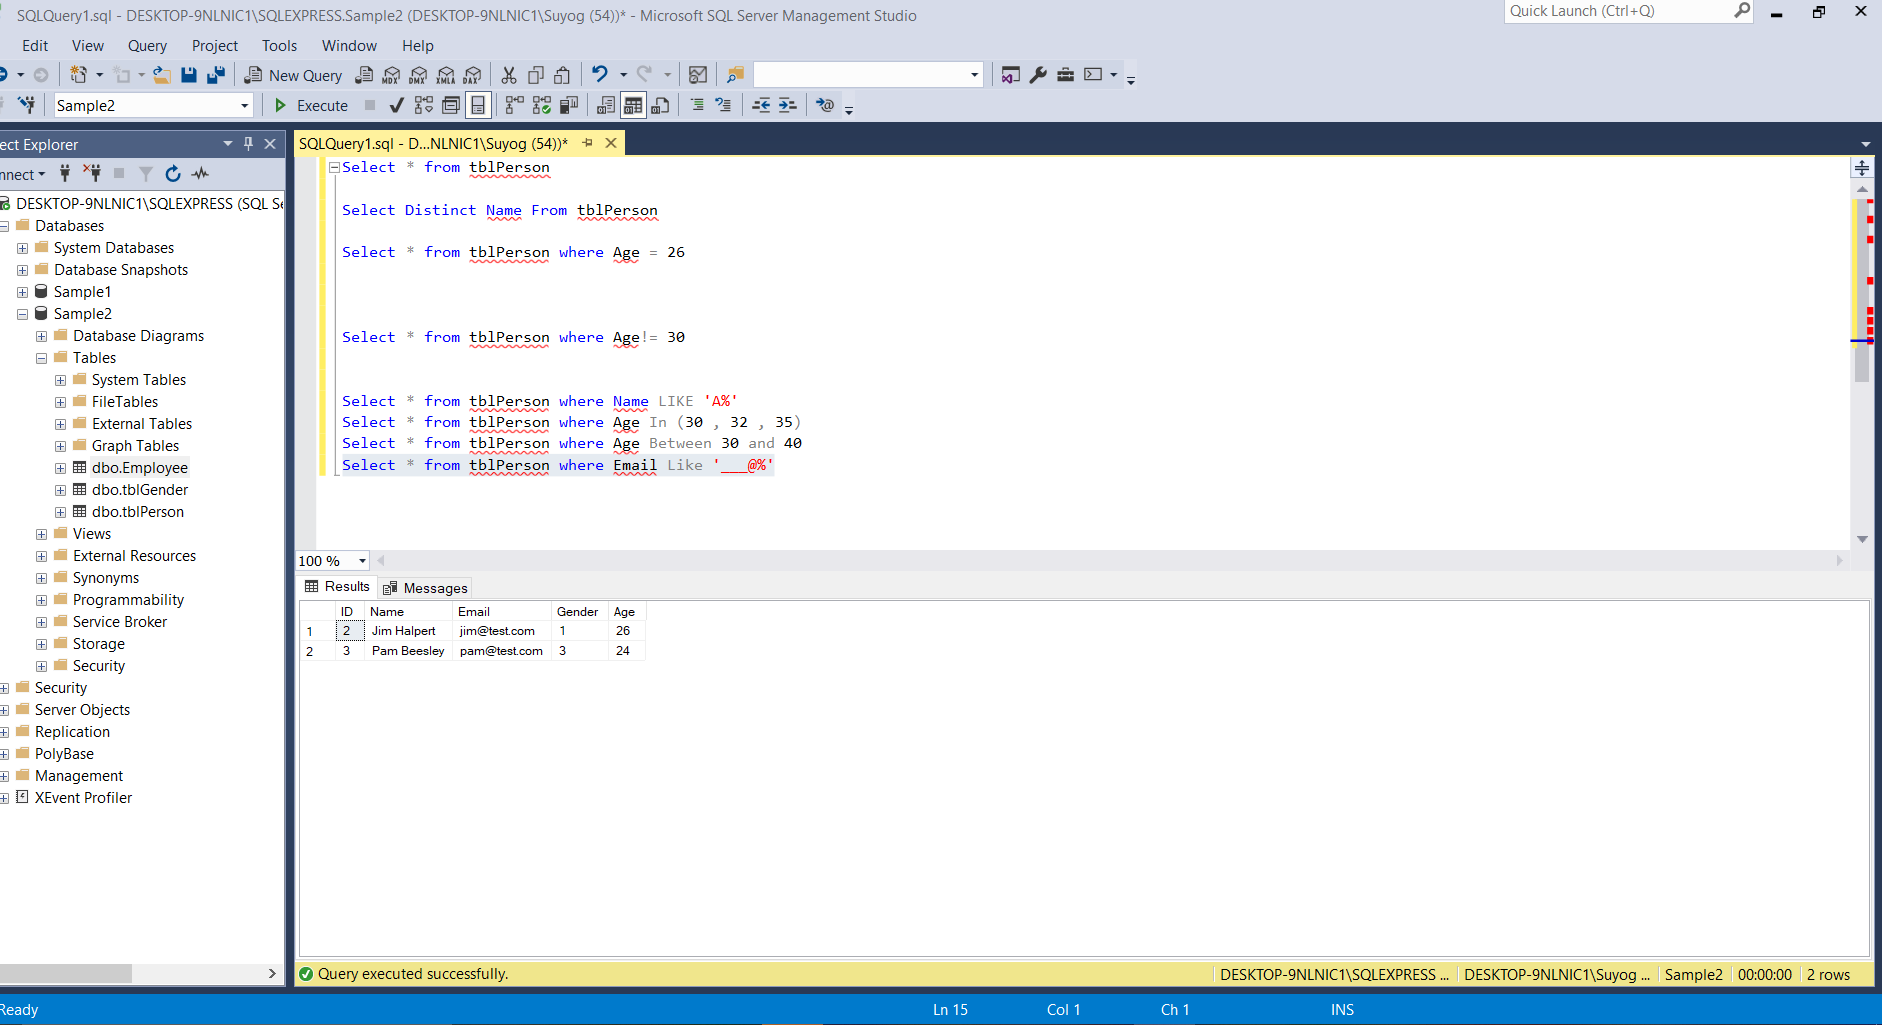 SQLQuery1.sql - DESKTOP-9NLNIC1\SQLEXPRESS.Sample2 (DESKTOP-9NLNIC1\Suyog (54))* - Microsoft SQL Server Management Studio
Quick Launch (Ctrl+Q)
Edit View Query Project Tools Window Help
New Query MDX DMX XMLA DAX
Sample2 Execute
ect Explorer
nnect
DESKTOP-9NLNIC1\SQLEXPRESS (SQL Se
Databases
System Databases
Database Snapshots
Sample1
Sample2
Database Diagrams
Tables
System Tables
FileTables
External Tables
Graph Tables
dbo.Employee
dbo.tblGender
dbo.tblPerson
Views
External Resources
Synonyms
Programmability
Service Broker
Storage
Security
Security
Server Objects
Replication
PolyBase
Management
XEvent Profiler
SQLQuery1.sql - D...NLNIC1\Suyog (54))*
Select * from tblPerson
Select Distinct Name From tblPerson
Select * from tblPerson where Age = 26
Select * from tblPerson where Age!= 30
Select * from tblPerson where Name LIKE 'A%'
Select * from tblPerson where Age In (30 , 32 , 35)
Select * from tblPerson where Age Between 30 and 40
Select * from tblPerson where Email Like '___@%'
100 %
Results Messages
ID Name Email Gender Age
1 2 Jim Halpert jim@test.com 1 26
2 3 Pam Beesley pam@test.com 3 24
Query executed successfully. DESKTOP-9NLNIC1\SQLEXPRESS ... DESKTOP-9NLNIC1\Suyog ... Sample2 00:00:00 2 rows
Ready Ln 15 Col 1 Ch 1 INS